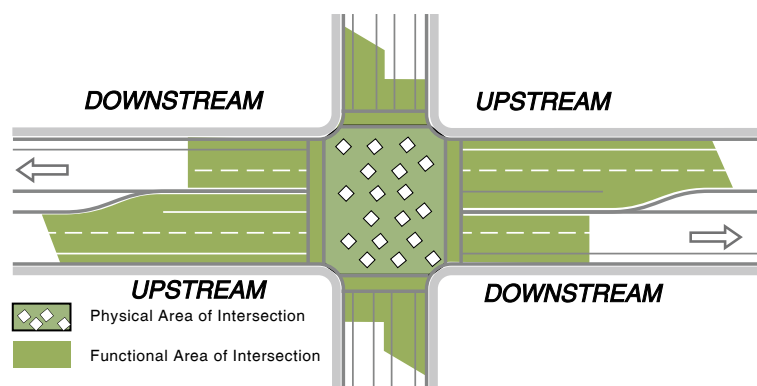 DOWNSTREAM
UPSTREAM
UPSTREAM
DOWNSTREAM
Physical Area of Intersection
Functional Area of Intersection